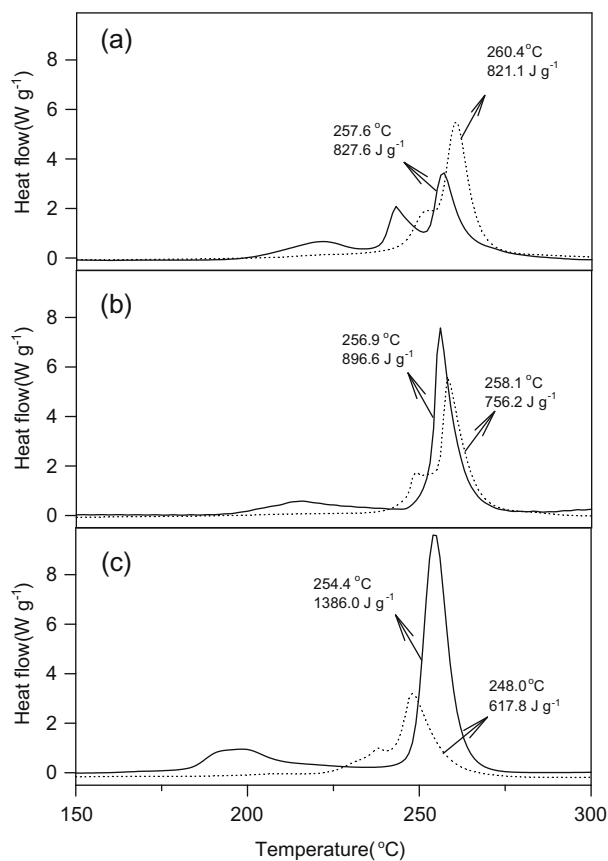 (a)
260.4 °C
821.1 J g⁻¹
257.6 °C
827.6 J g⁻¹
Heat flow(W g⁻¹)
8
6
4
2
0
(b)
256.9 °C
896.6 J g⁻¹
258.1 °C
756.2 J g⁻¹
Heat flow(W g⁻¹)
8
6
4
2
0
(c)
254.4 °C
1386.0 J g⁻¹
248.0°C
617.8 J g⁻¹
Heat flow(W g⁻¹)
8
6
4
2
0
150 200 250 300
Temperature(°C)